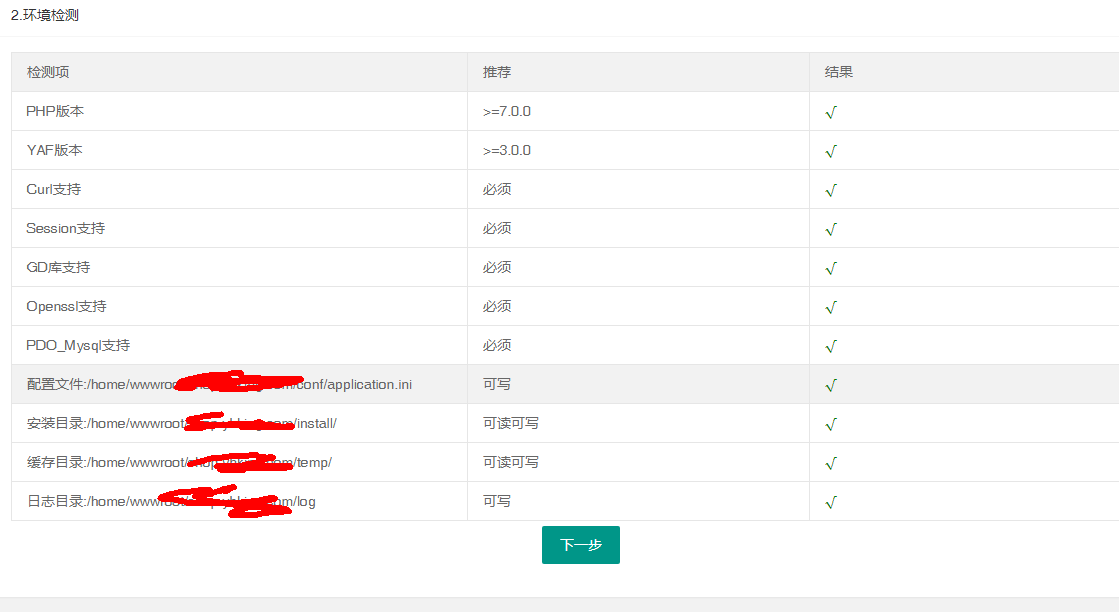 2.环境检测
检测项 推荐 结果
PHP版本 >=7.0.0 √
YAF版本 >=3.0.0 √
Curl支持 必须 √
Session支持 必须 √
GD库支持 必须 √
Openssl支持 必须 √
PDO_Mysql支持 必须 √
配置文件:/home/wwwroo /conf/application.ini 可写 √
安装目录:/home/wwwroot /install/ 可读可写 √
缓存目录:/home/wwwroot/ /temp/ 可读可写 √
日志目录:/home/www /log 可写 √
下一步